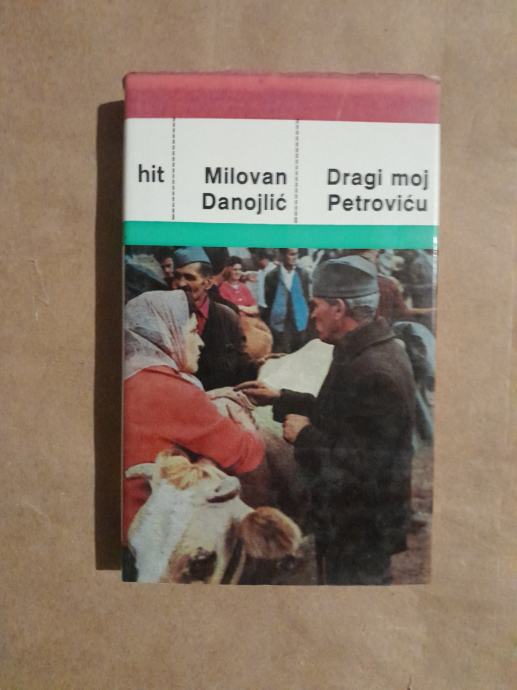 hit
Milovan
Danojlić
Dragi moj
Petroviću